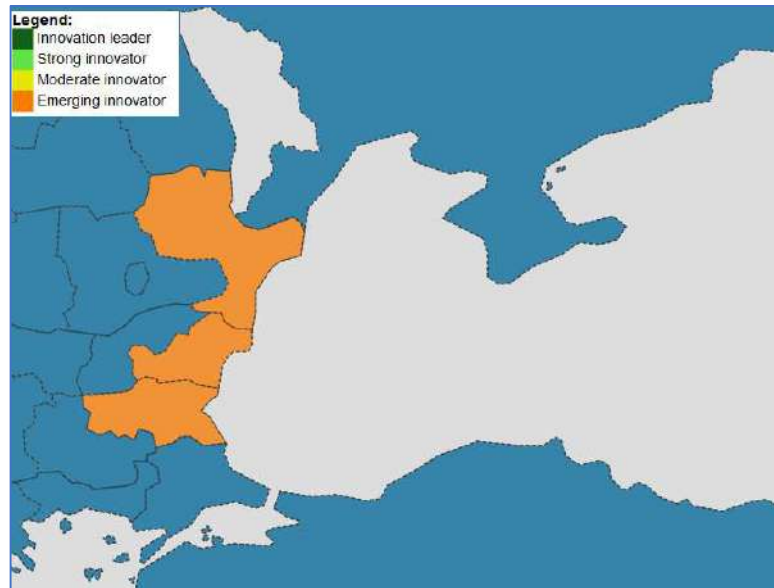 Legend:
Innovation leader
Strong innovator
Moderate innovator
Emerging innovator